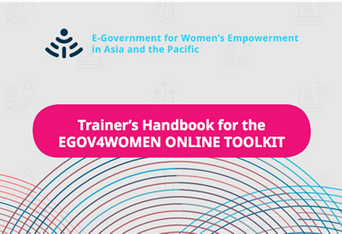 E-Government for Women's Empowerment
in Asia and the Pacific
Trainer's Handbook for the
EGOV4WOMEN ONLINE TOOLKIT